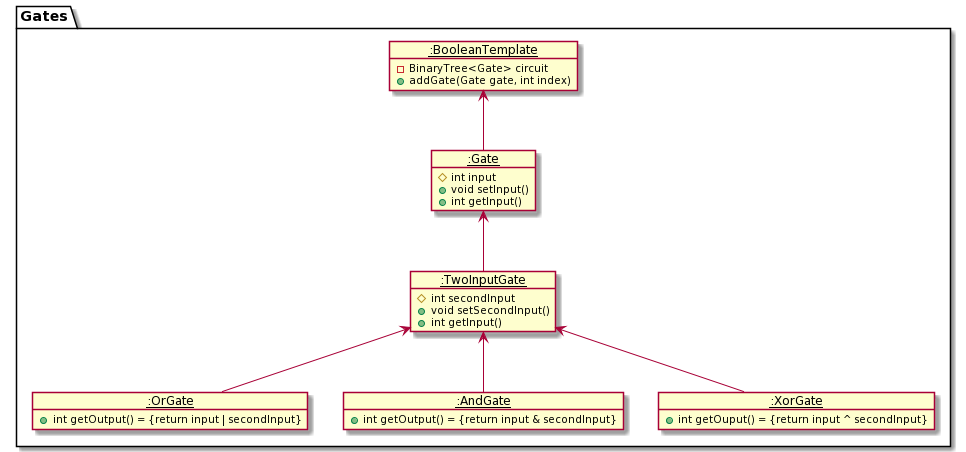 Gates
:BooleanTemplate
BinaryTree<Gate> circuit
addGate(Gate gate, int index)
:Gate
int input
void setInput()
int getInput()
:TwoInputGate
int secondInput
void setSecondInput()
int getInput()
:OrGate
int getOutput() = {return input | secondInput}
:AndGate
int getOutput() = {return input & secondInput}
:XorGate
int getOuput() = {return input ^ secondInput}